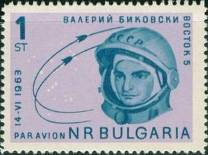 1
ST
ВАЛЕРИЙ БИКОВСКИ
ВОСТОК 5
СССР
14-VI 1963
PAR AVION
NR BULGARIA